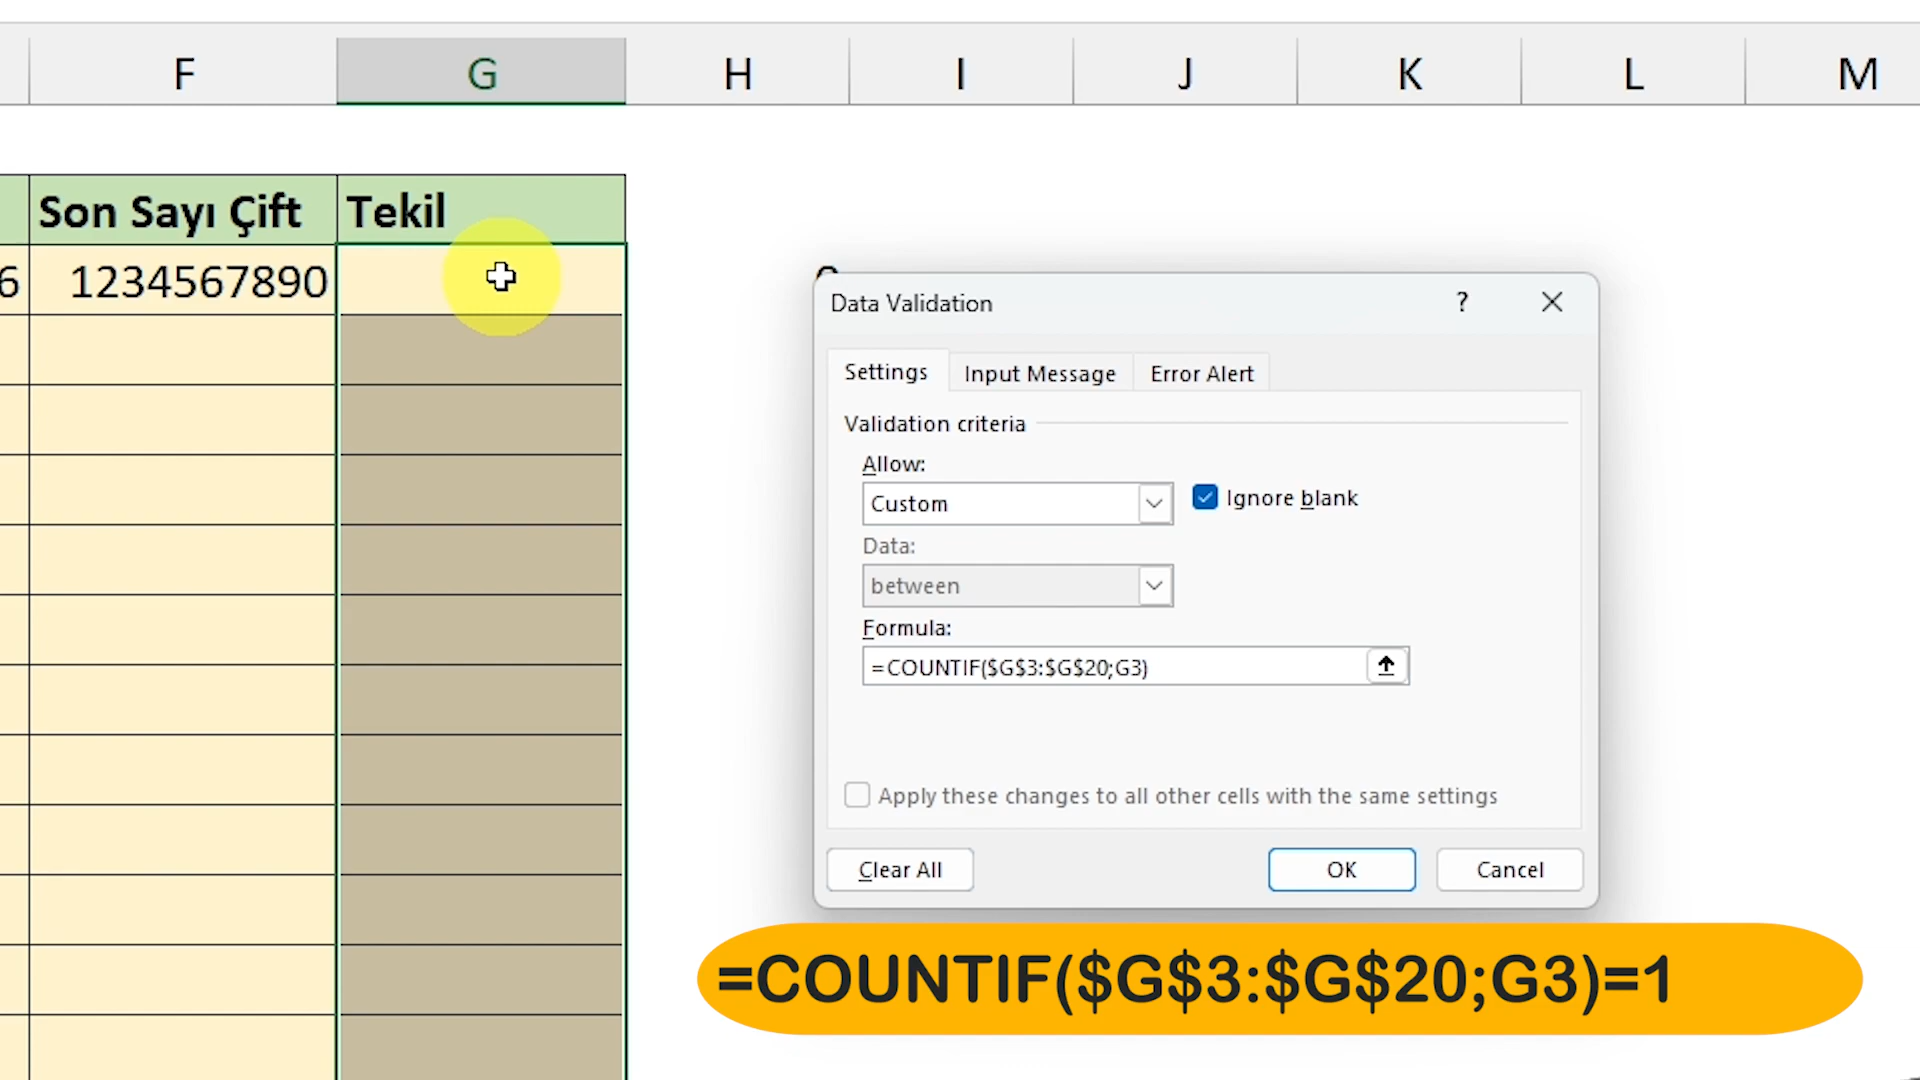 F G H I J K L M
Son Sayı Çift Tekil
6 1234567890
Data Validation ?
Settings Input Message Error Alert
Validation criteria
Allow:
Custom Ignore blank
Data:
between
Formula:
=COUNTIF($G$3:$G$20;G3)
Apply these changes to all other cells with the same settings
Clear All OK Cancel
=COUNTIF($G$3:$G$20;G3)=1